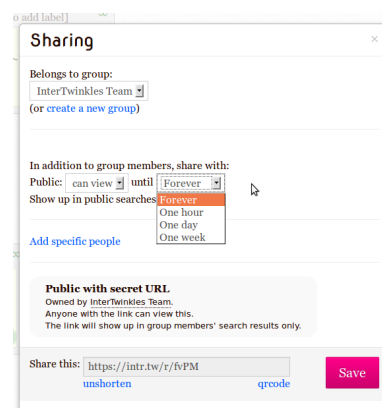 o add label]
Sharing
×
Belongs to group:
InterTwinkles Team
(or create a new group)
In addition to group members, share with:
Public: can view until Forever
Show up in public searches
Forever
One hour
One day
One week
Add specific people
Public with secret URL
Owned by InterTwinkles Team.
Anyone with the link can view this.
The link will show up in group members' search results only.
Share this: https://intr.tw/r/fvPM
unshorten qrcode
Save